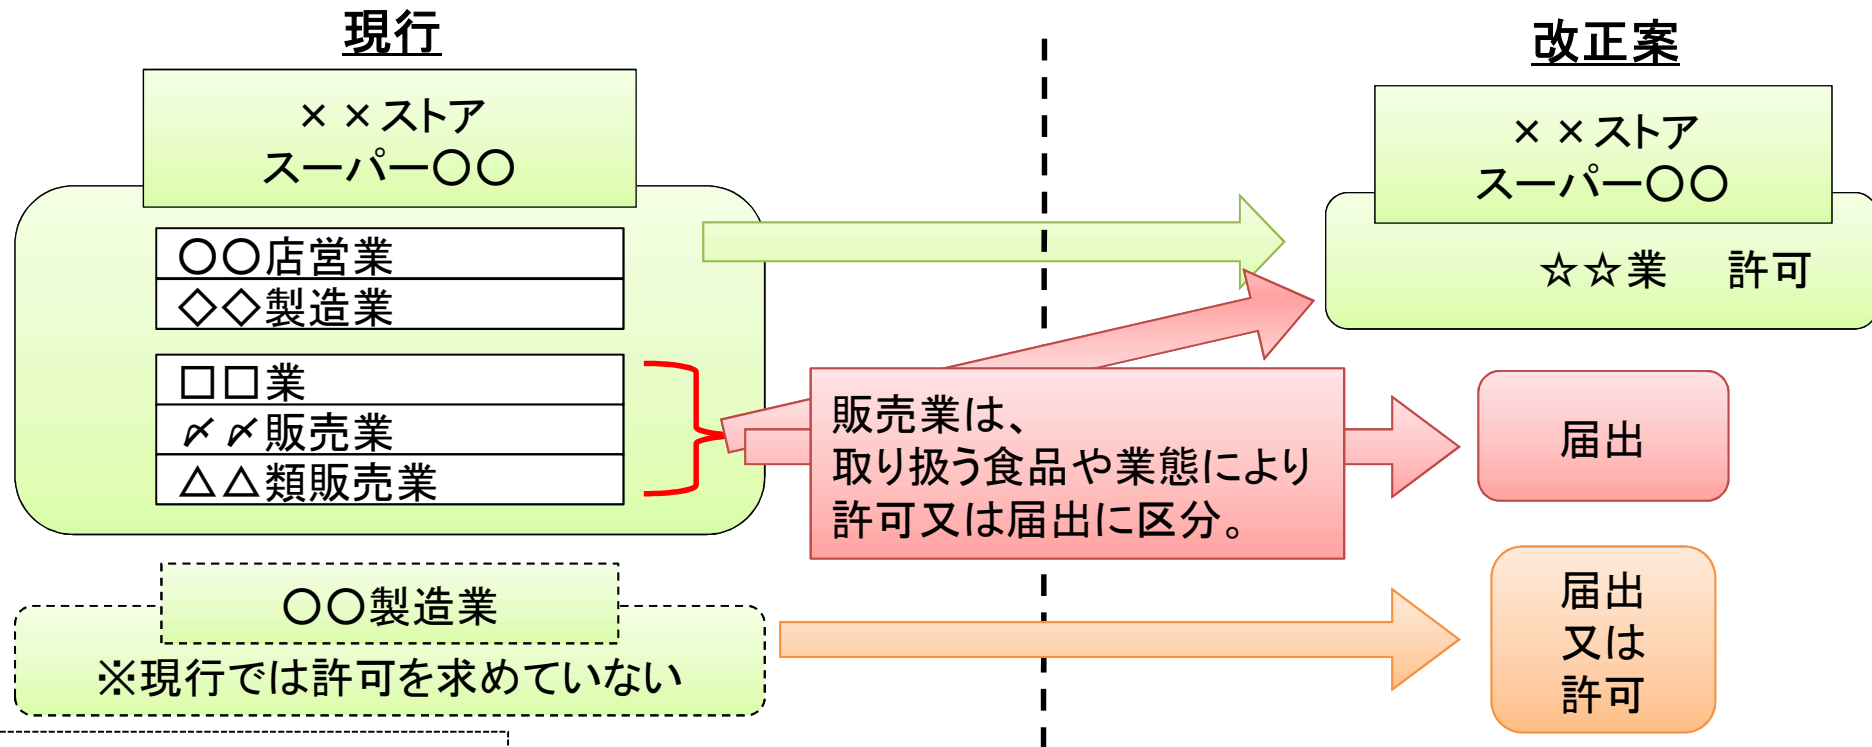 現行
××ストア
スーパー〇〇
〇〇店営業
◇◇製造業
□□業
〆〆販売業
△△類販売業
〇〇製造業
※現行では許可を求めていない
販売業は、
取り扱う食品や業態により
許可又は届出に区分。
改正案
××ストア
スーパー〇〇
☆☆業　許可
届出
届出
又は
許可